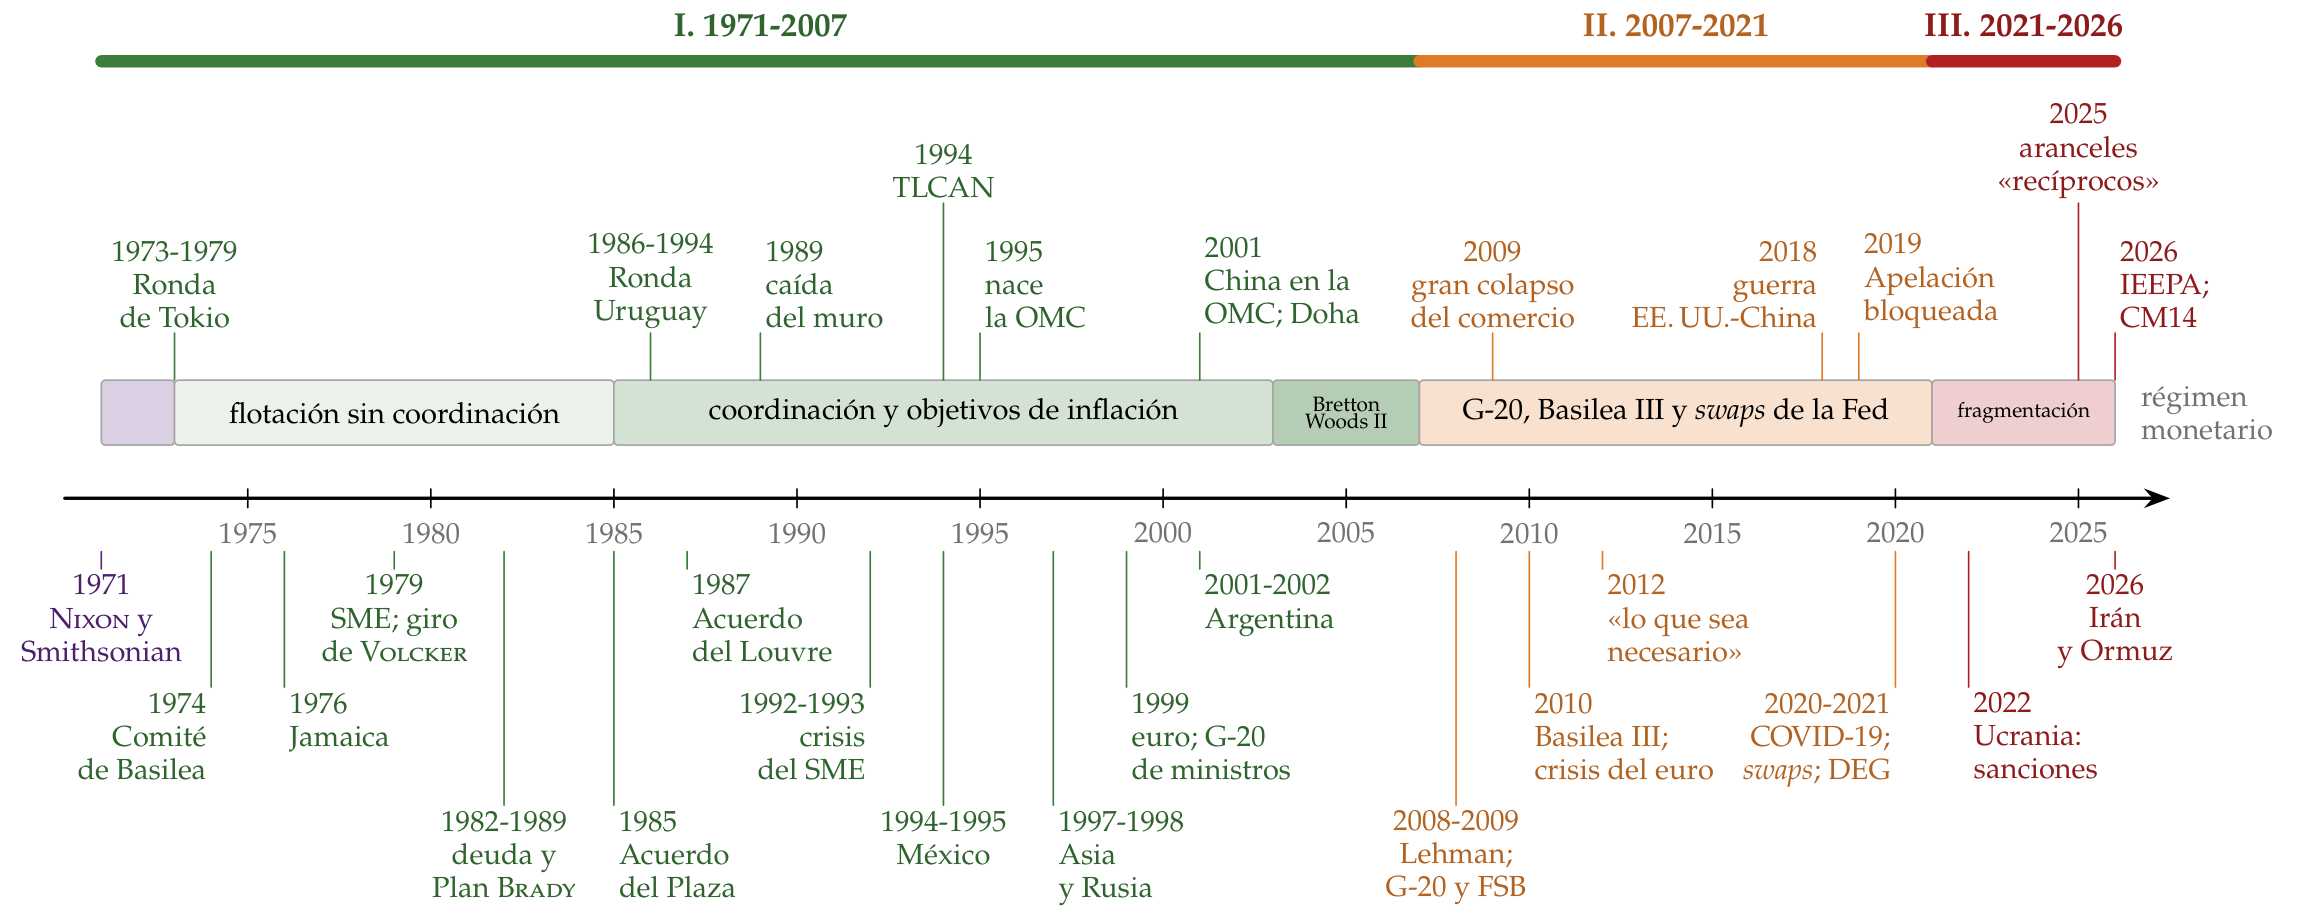 I. 1971-2007
II. 2007-2021
III. 2021-2026
1973-1979
Ronda
de Tokio
1986-1994
Ronda
Uruguay
1989
caída
del muro
1994
TLCAN
1995
nace
la OMC
2001
China en la
OMC; Doha
2009
gran colapso
del comercio
2018
guerra
EE. UU.-China
2019
Apelación
bloqueada
2025
aranceles
«recíprocos»
2026
IEEPA;
CM14
flotación sin coordinación
coordinación y objetivos de inflación
Bretton
Woods II
G-20, Basilea III y swaps de la Fed
fragmentación
régimen
monetario
1975
1980
1985
1990
1995
2000
2005
2010
2015
2020
2025
1971
Nixon y
Smithsonian
1974
Comité
de Basilea
1976
Jamaica
1979
SME; giro
de Volcker
1982-1989
deuda y
Plan Brady
1985
Acuerdo
del Plaza
1987
Acuerdo
del Louvre
1992-1993
crisis
del SME
1994-1995
México
1997-1998
Asia
y Rusia
1999
euro; G-20
de ministros
2001-2002
Argentina
2008-2009
Lehman;
G-20 y FSB
2010
Basilea III;
crisis del euro
2012
«lo que sea
necesario»
2020-2021
COVID-19;
swaps; DEG
2022
Ucrania:
sanciones
2026
Irán
y Ormuz